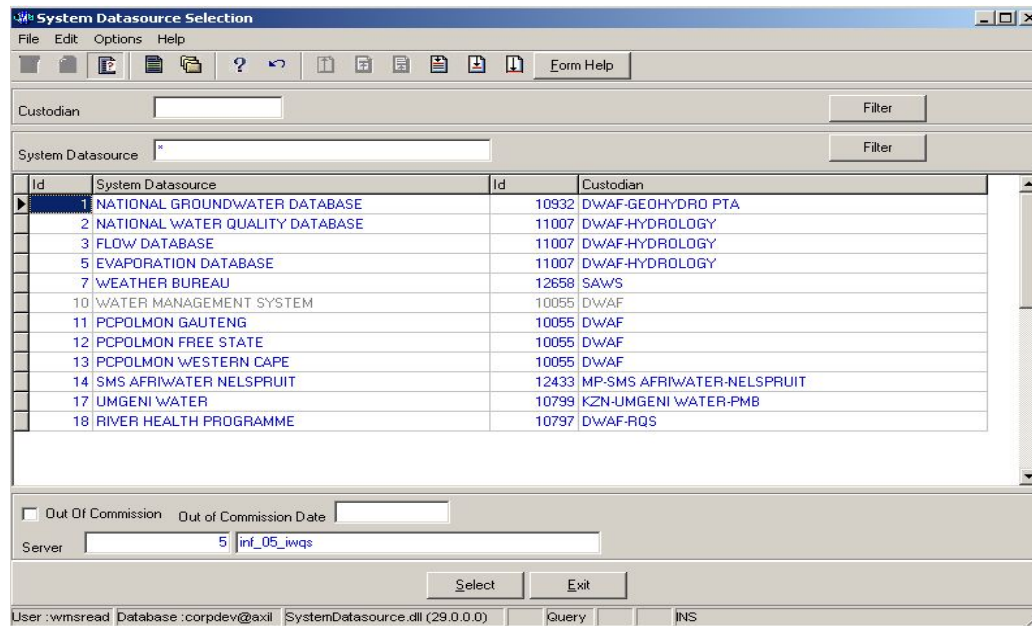 System Datasource Selection
File Edit Options Help
? Form Help
Custodian Filter
System Datasource * Filter
Id System Datasource Id Custodian
1 NATIONAL GROUNDWATER DATABASE 10932 DWAF-GEOHYDRO PTA
2 NATIONAL WATER QUALITY DATABASE 11007 DWAF-HYDROLOGY
3 FLOW DATABASE 11007 DWAF-HYDROLOGY
5 EVAPORATION DATABASE 11007 DWAF-HYDROLOGY
7 WEATHER BUREAU 12658 SAWS
10 WATER MANAGEMENT SYSTEM 10055 DWAF
11 PCPOLMON GAUTENG 10055 DWAF
12 PCPOLMON FREE STATE 10055 DWAF
13 PCPOLMON WESTERN CAPE 10055 DWAF
14 SMS AFRIWATER NELSPRUIT 12433 MP-SMS AFRIWATER-NELSPRUIT
17 UMGENI WATER 10799 KZN-UMGENI WATER-PMB
18 RIVER HEALTH PROGRAMME 10797 DWAF-RQS
Out Of Commission Out of Commission Date
Server 5 inf_05_iwqs
Select Exit
User :wmsread Database :corpdev@axil SystemDatasource.dll (29.0.0.0) Query INS